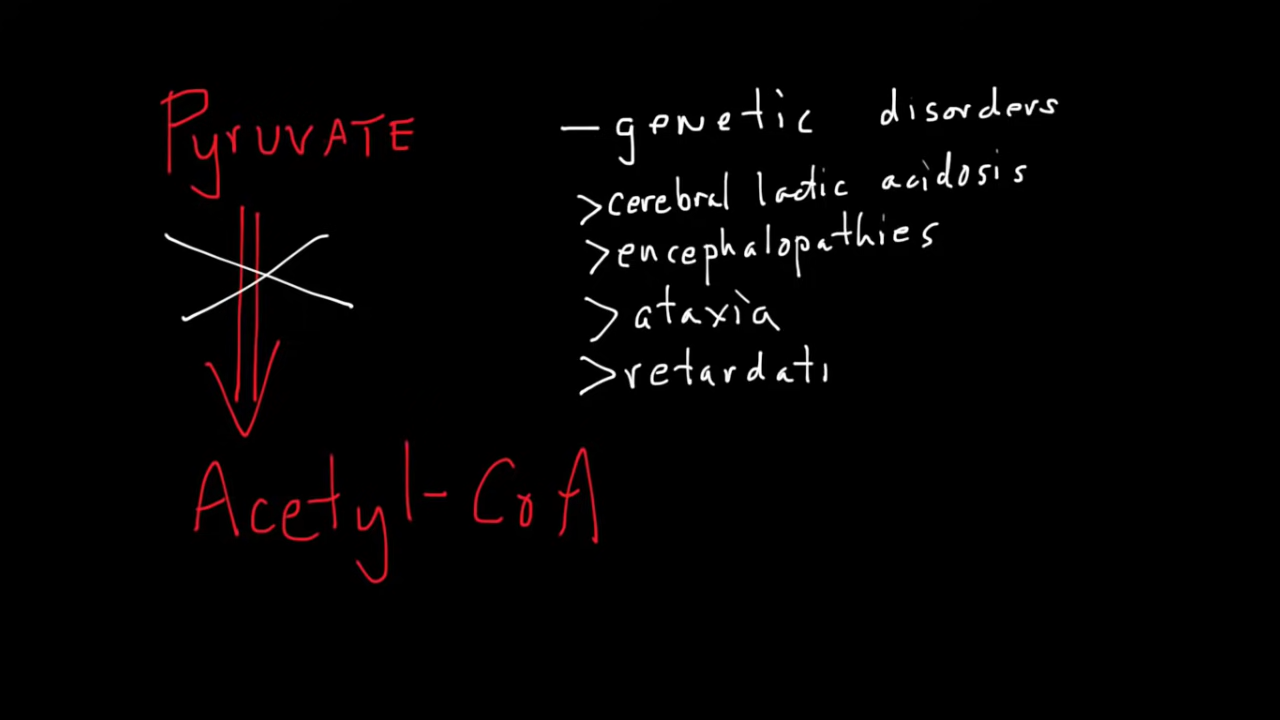 PyruvATE
Acetyl-CoA
- genetic disorders
>cerebral lactic acidosis
>encephalopathies
>ataxia
>retardati